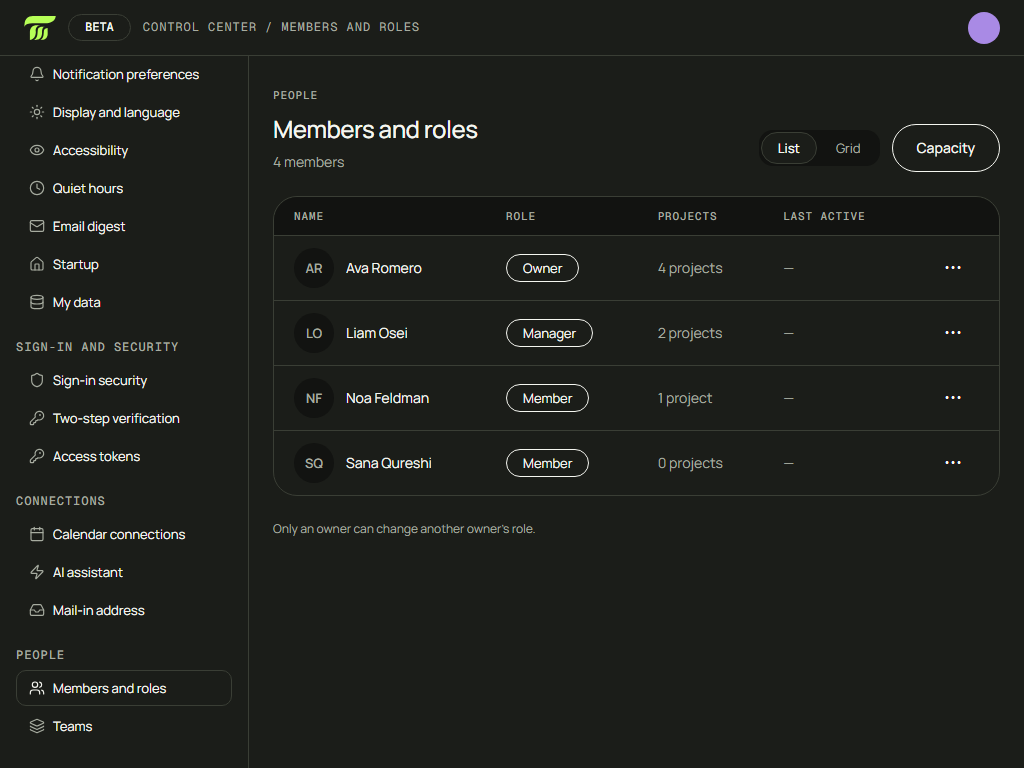 BETA
CONTROL CENTER / MEMBERS AND ROLES
Notification preferences
Display and language
Accessibility
Quiet hours
Email digest
Startup
My data
SIGN-IN AND SECURITY
Sign-in security
Two-step verification
Access tokens
CONNECTIONS
Calendar connections
AI assistant
Mail-in address
PEOPLE
Members and roles
Teams
PEOPLE
Members and roles
4 members
List Grid Capacity
NAME ROLE PROJECTS LAST ACTIVE
AR Ava Romero Owner 4 projects —
LO Liam Osei Manager 2 projects —
NF Noa Feldman Member 1 project —
SQ Sana Qureshi Member 0 projects —
Only an owner can change another owner's role.